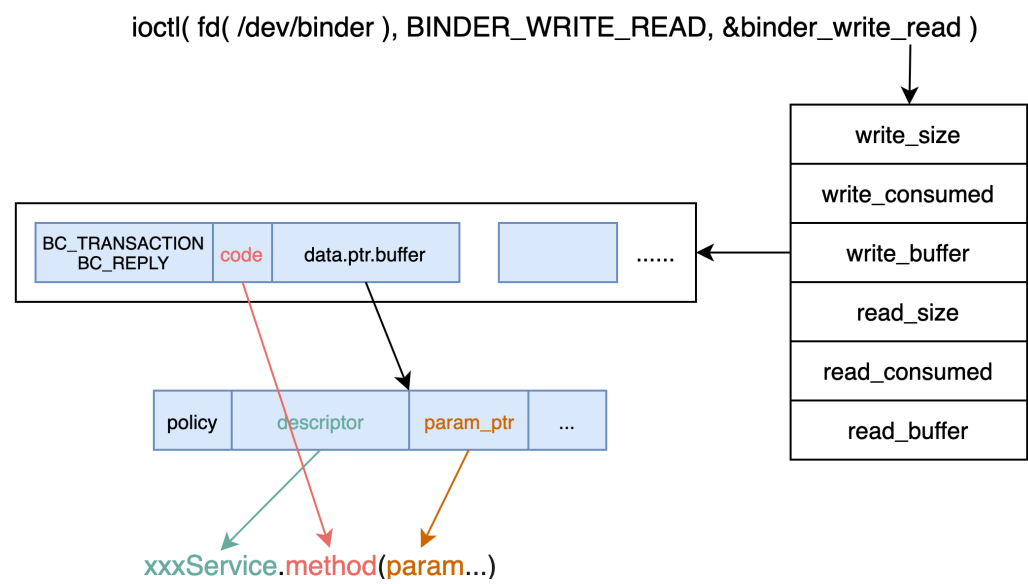 ioctl( fd( /dev/binder ), BINDER_WRITE_READ, &binder_write_read )
write_size
write_consumed
write_buffer
read_size
read_consumed
read_buffer
BC_TRANSACTION
BC_REPLY
code
data.ptr.buffer
......
policy
descriptor
param_ptr
...
xxxService.method(param...)